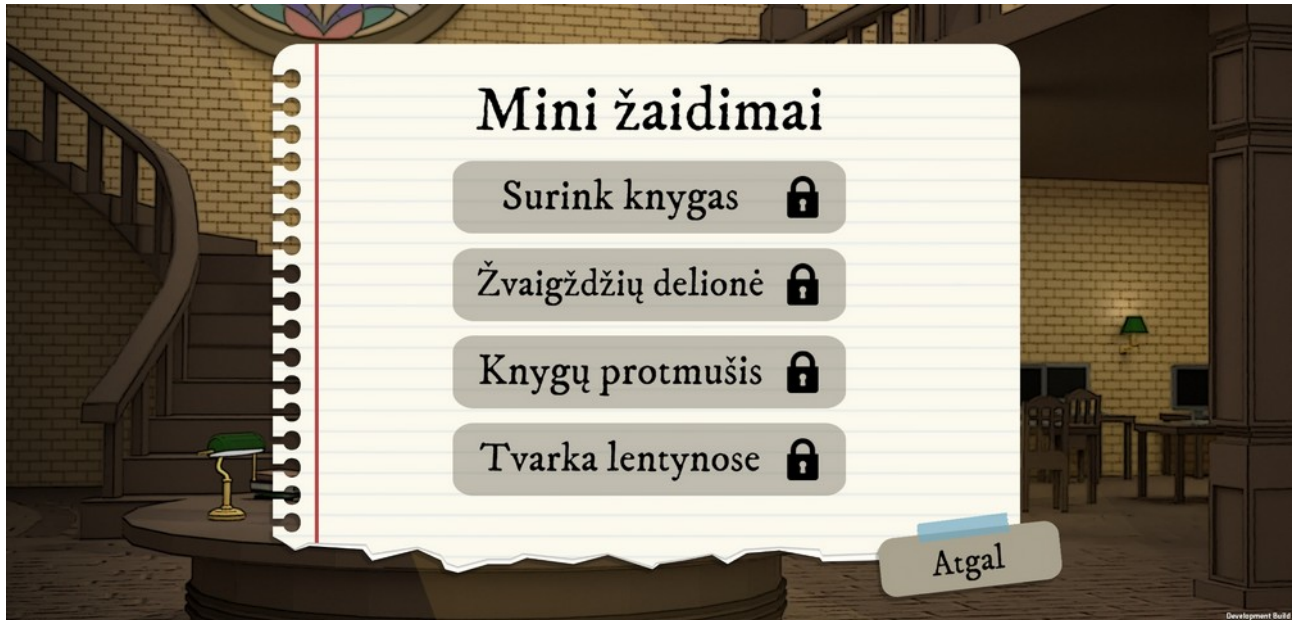 Mini žaidimai
Surink knygas
Žvaigždžių delionė
Knygų protmušis
Tvarka lentynose
Atgal
Development Build